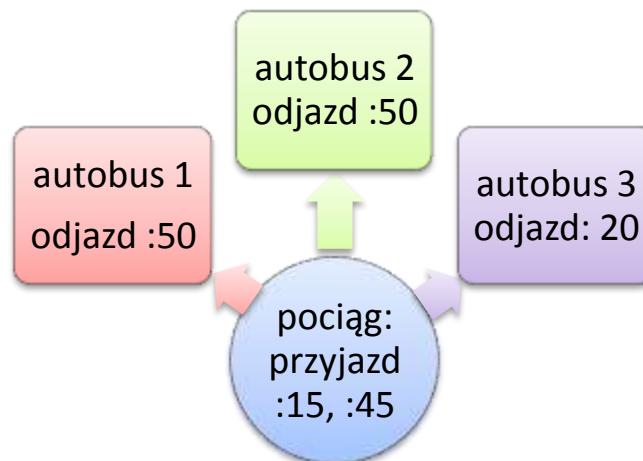 autobus 2
odjazd :50
autobus 1
odjazd :50
autobus 3
odjazd: 20
pociąg:
przyjazd
:15, :45